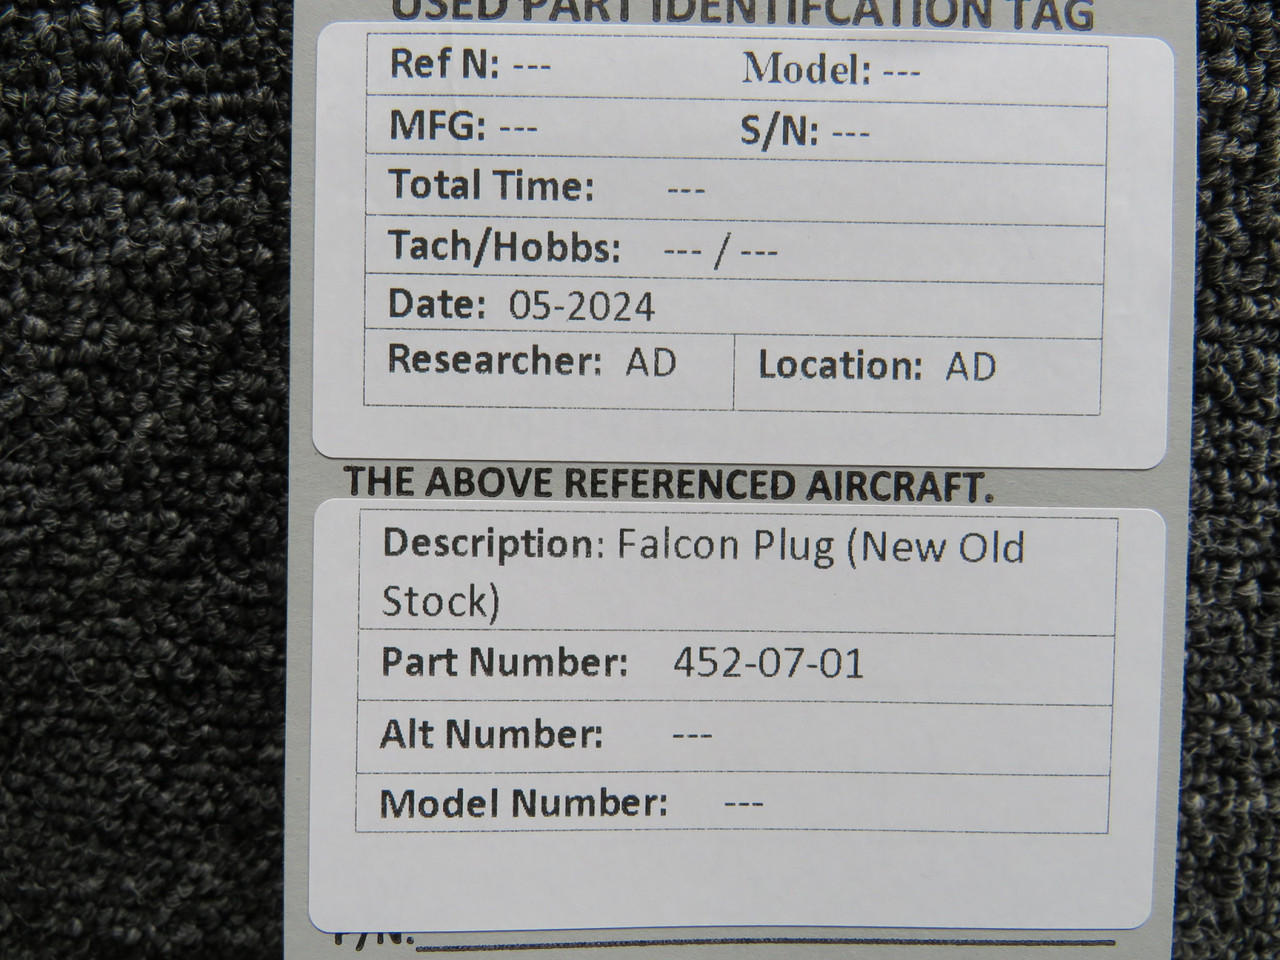 USED PART IDENTIFCATION TAG
Ref N: --- Model: ---
MFG: --- S/N: ---
Total Time: ---
Tach/Hobbs: --- / ---
Date: 05-2024
Researcher: AD Location: AD
THE ABOVE REFERENCED AIRCRAFT.
Description: Falcon Plug (New Old
Stock)
Part Number: 452-07-01
Alt Number: ---
Model Number: ---
P/N: